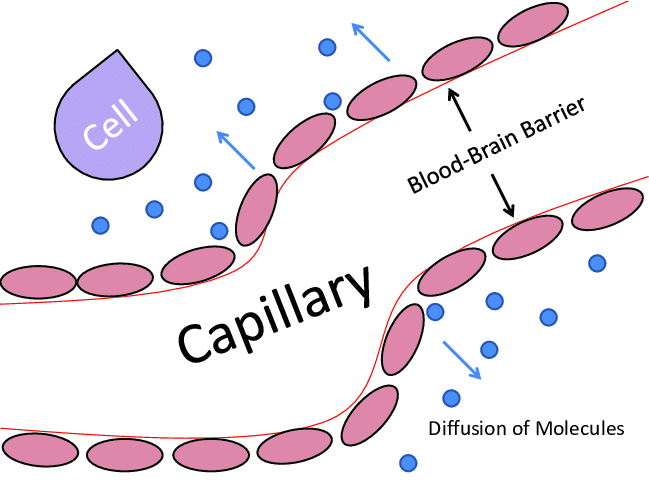 Cell
Blood-Brain Barrier
Capillary
Diffusion of Molecules